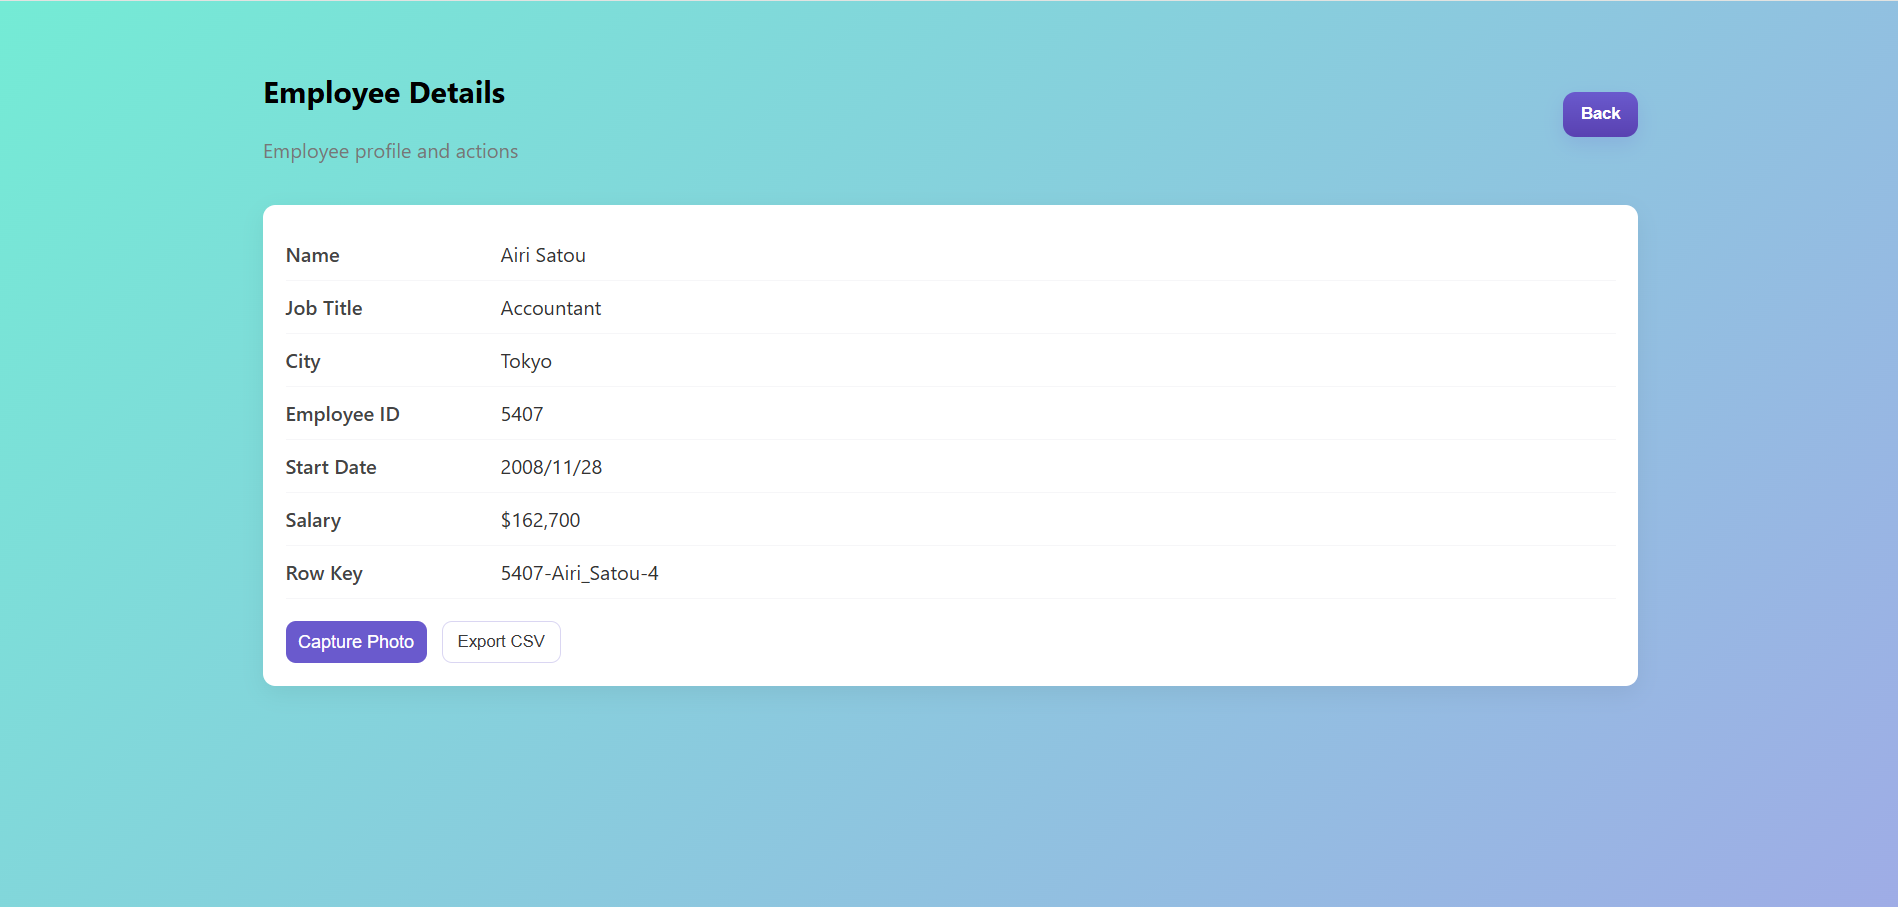 Employee Details
Back
Employee profile and actions
Name Airi Satou
Job Title Accountant
City Tokyo
Employee ID 5407
Start Date 2008/11/28
Salary $162,700
Row Key 5407-Airi_Satou-4
Capture Photo Export CSV